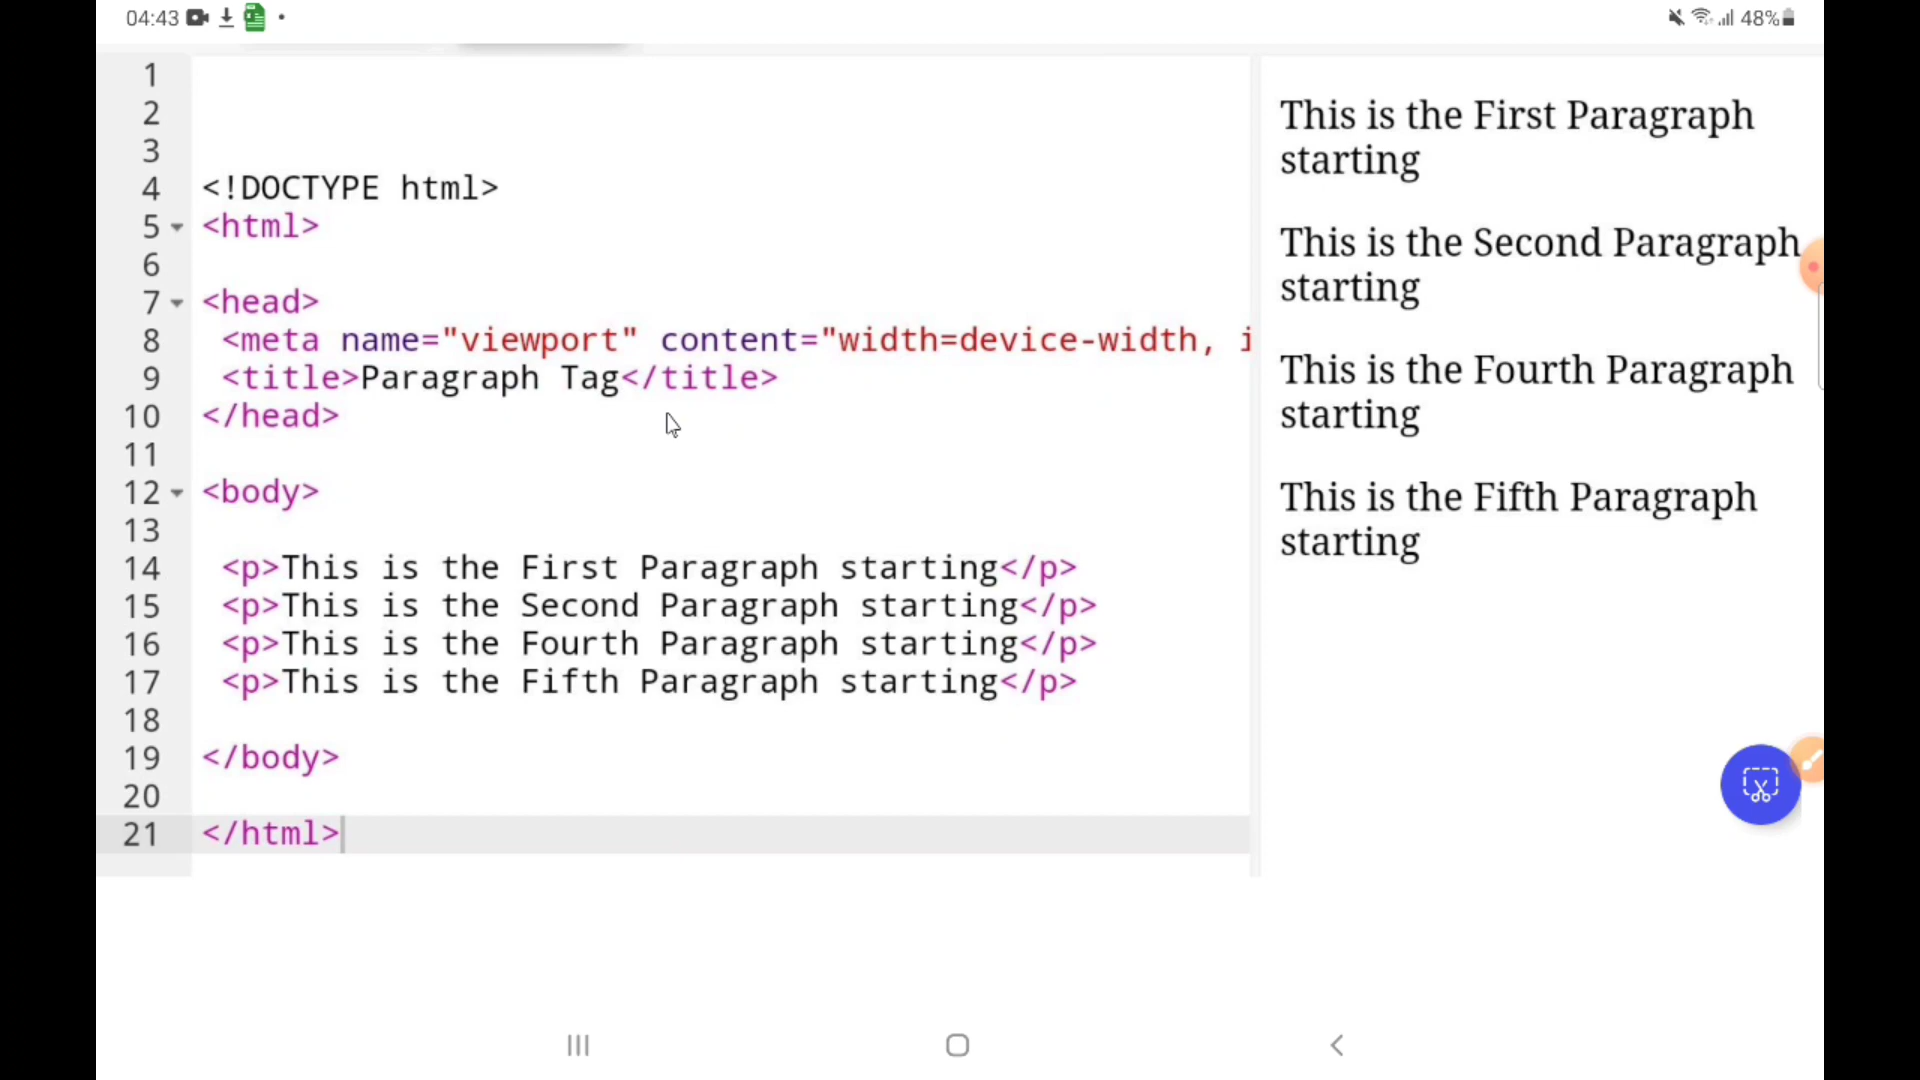 04:43
48%
1
2
3
4 <!DOCTYPE html>
5 <html>
6
7 <head>
8 <meta name="viewport" content="width=device-width, i
9 <title>Paragraph Tag</title>
10 </head>
11
12 <body>
13
14 <p>This is the First Paragraph starting</p>
15 <p>This is the Second Paragraph starting</p>
16 <p>This is the Fourth Paragraph starting</p>
17 <p>This is the Fifth Paragraph starting</p>
18
19 </body>
20
21 </html>
This is the First Paragraph
starting
This is the Second Paragraph
starting
This is the Fourth Paragraph
starting
This is the Fifth Paragraph
starting